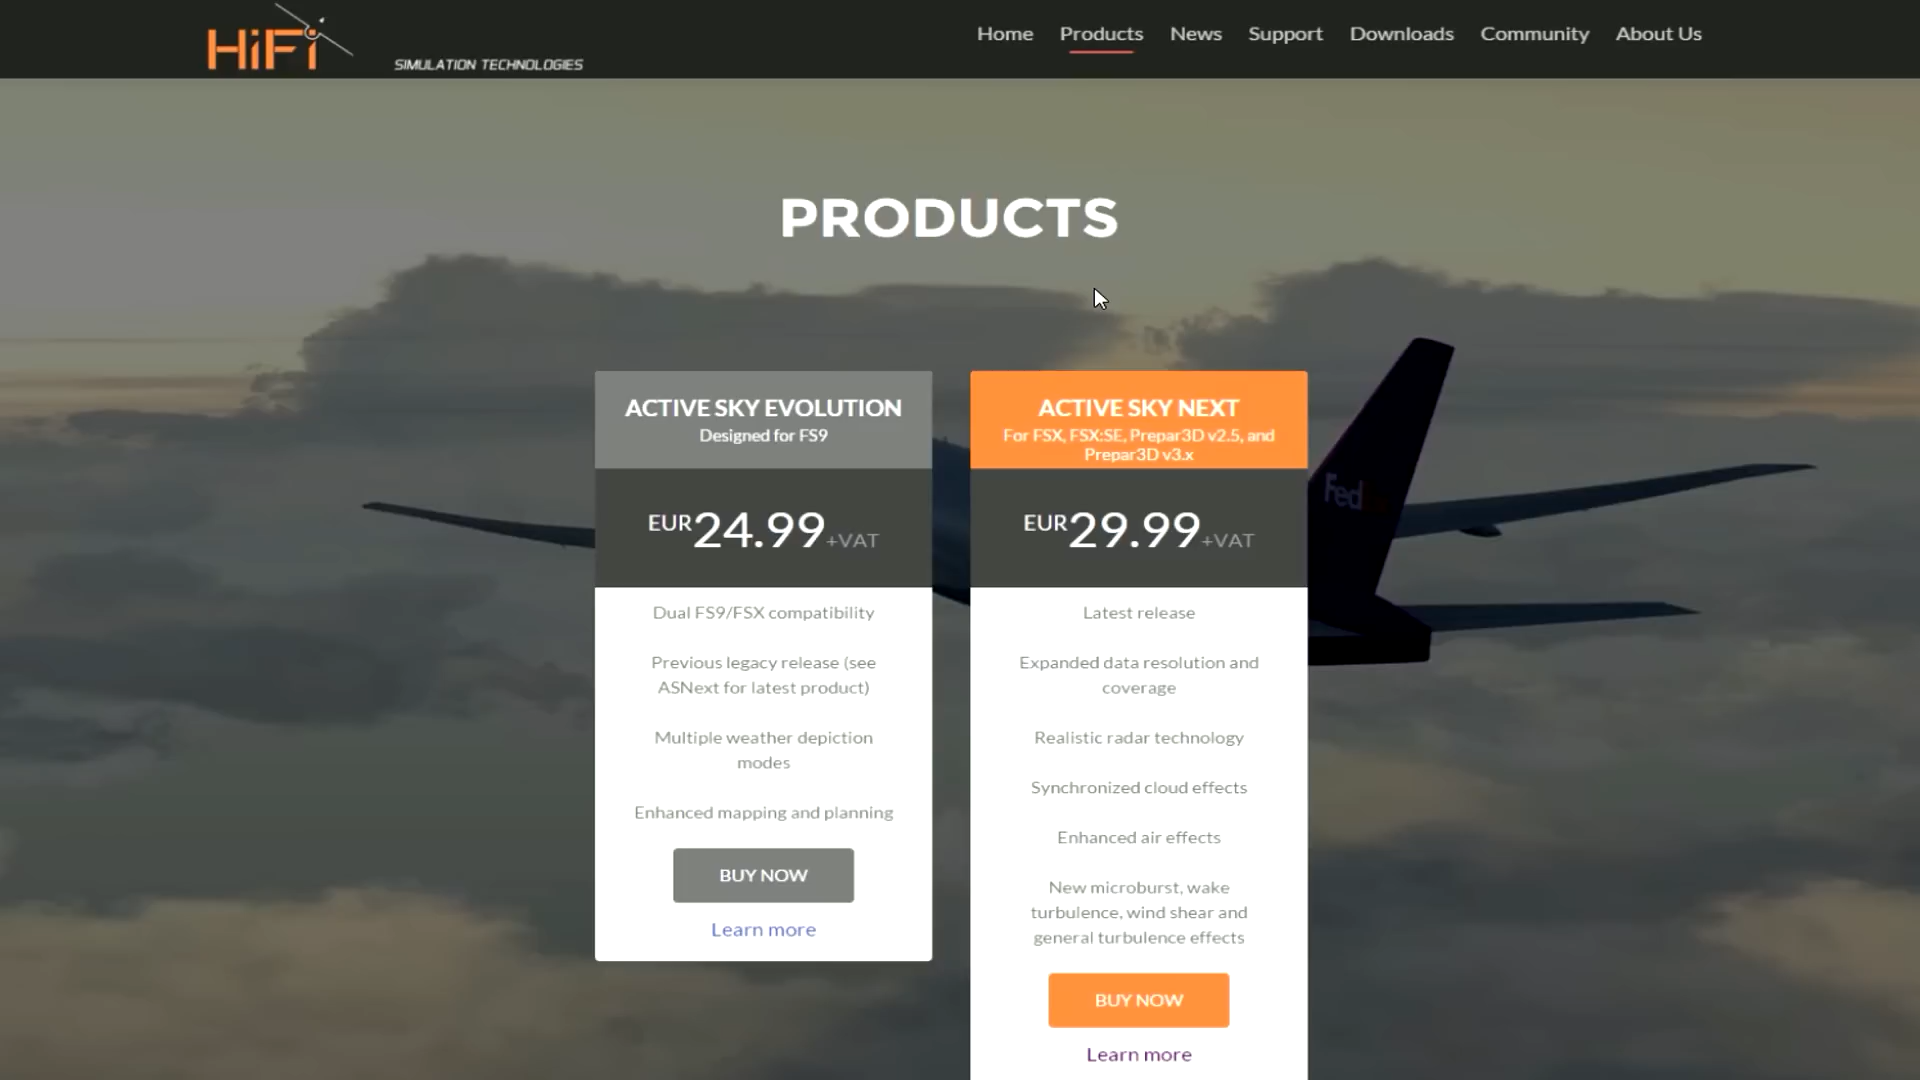 HiFi
SIMULATION TECHNOLOGIES
Home
Products
News
Support
Downloads
Community
About Us
PRODUCTS
ACTIVE SKY EVOLUTION
Designed for FS9
EUR24.99+VAT
Dual FS9/FSX compatibility
Previous legacy release (see
ASNext for latest product)
Multiple weather depiction
modes
Enhanced mapping and planning
BUY NOW
Learn more
ACTIVE SKY NEXT
For FSX, FSX:SE, Prepar3D v2.5, and
Prepar3D v3.x
EUR29.99+VAT
Latest release
Expanded data resolution and
coverage
Realistic radar technology
Synchronized cloud effects
Enhanced air effects
New microburst, wake
turbulence, wind shear and
general turbulence effects
BUY NOW
Learn more
Fed